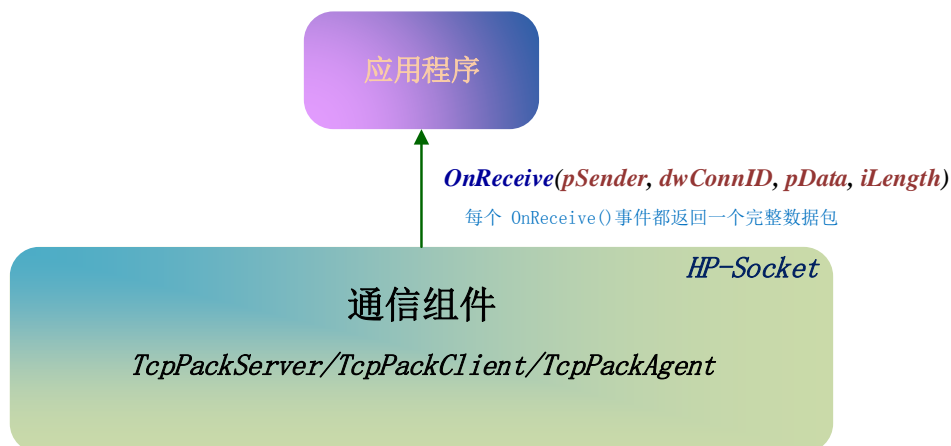 应用程序
OnReceive(pSender, dwConnID, pData, iLength)
每个 OnReceive()事件都返回一个完整数据包
HP-Socket
通信组件
TcpPackServer/TcpPackClient/TcpPackAgent